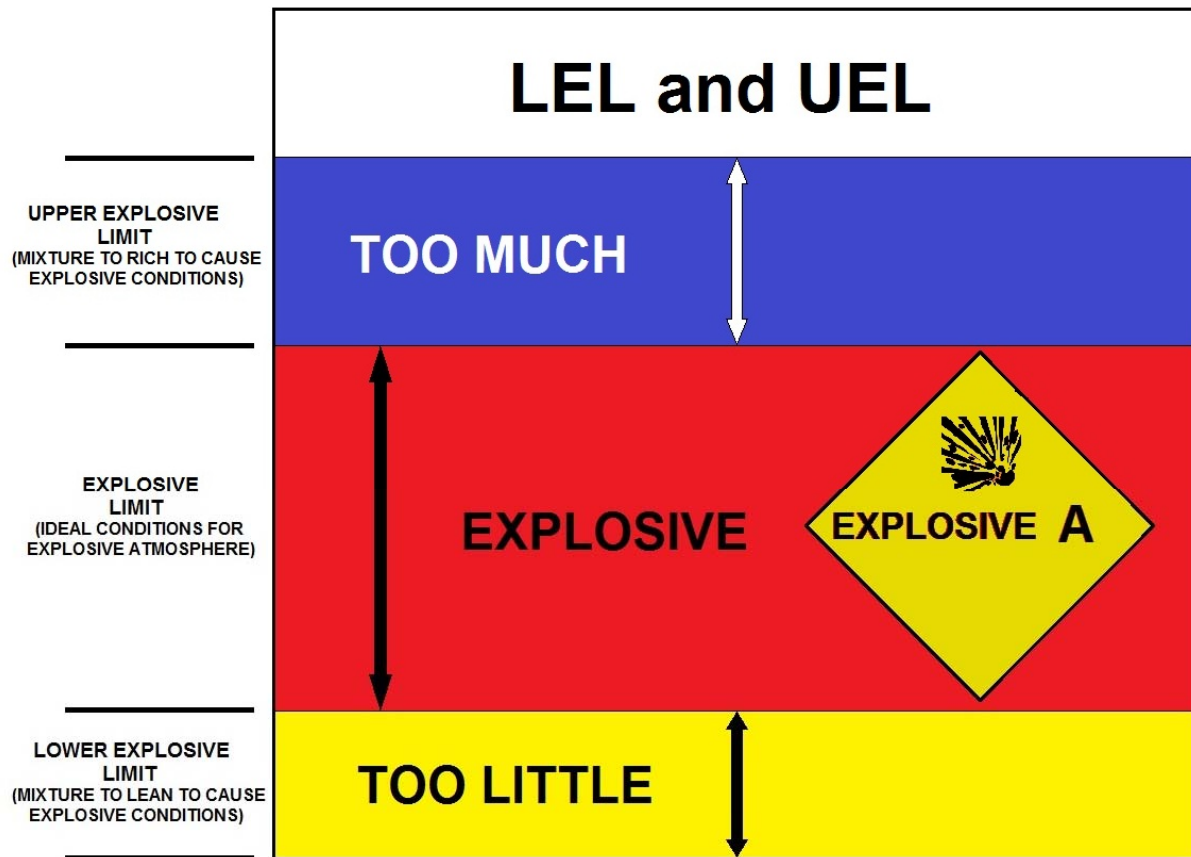 LEL and UEL
UPPER EXPLOSIVE
LIMIT
(MIXTURE TO RICH TO CAUSE
EXPLOSIVE CONDITIONS)
TOO MUCH
EXPLOSIVE
LIMIT
(IDEAL CONDITIONS FOR
EXPLOSIVE ATMOSPHERE)
EXPLOSIVE
EXPLOSIVE A
LOWER EXPLOSIVE
LIMIT
(MIXTURE TO LEAN TO CAUSE
EXPLOSIVE CONDITIONS)
TOO LITTLE